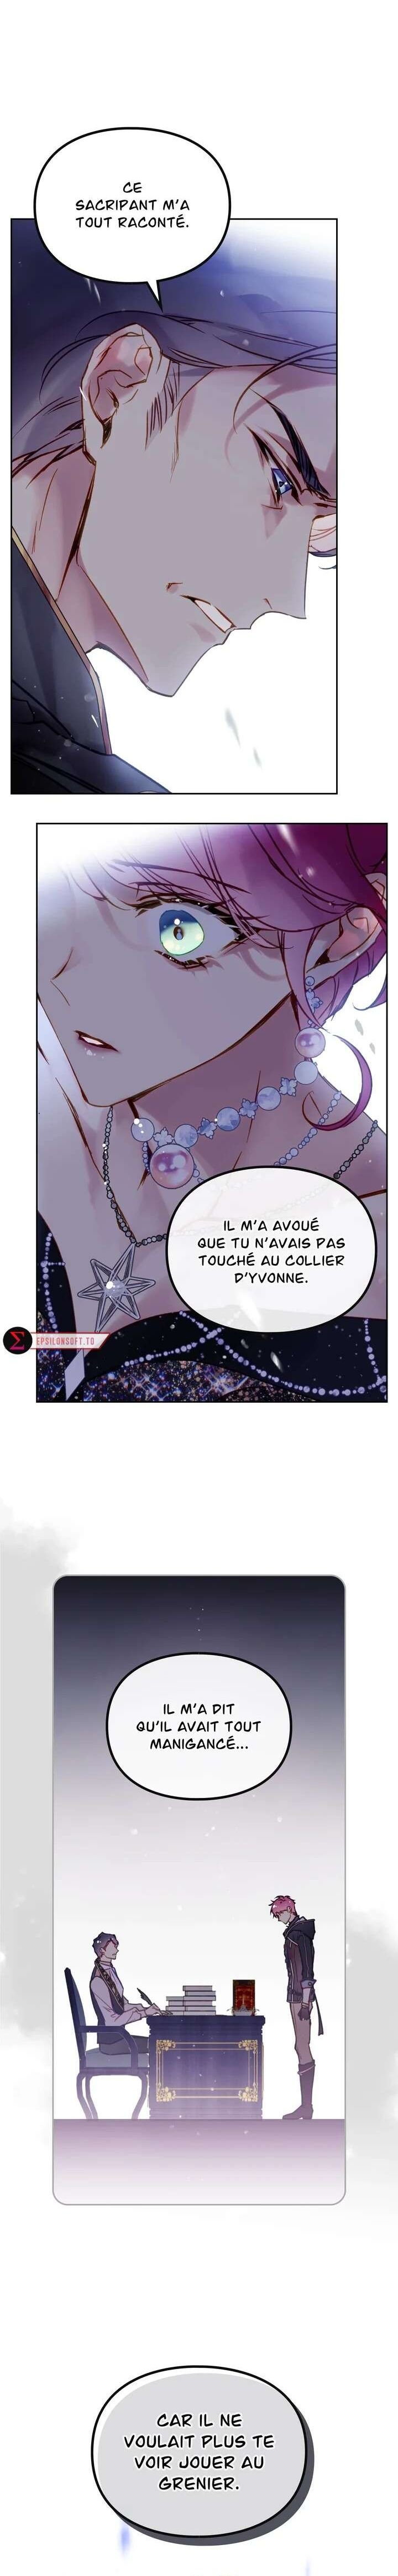 CE
SACRIPANT M'A
TOUT RACONTÉ.
IL M'A AVOUÉ
QUE TU N'AVAIS PAS
TOUCHÉ AU COLLIER
D'YVONNE.
EPSILONSOFT.TO
IL M'A DIT
QU'IL AVAIT TOUT
MANIGANCÉ...
CAR IL NE
VOULAIT PLUS TE
VOIR JOUER AU
GRENIER.